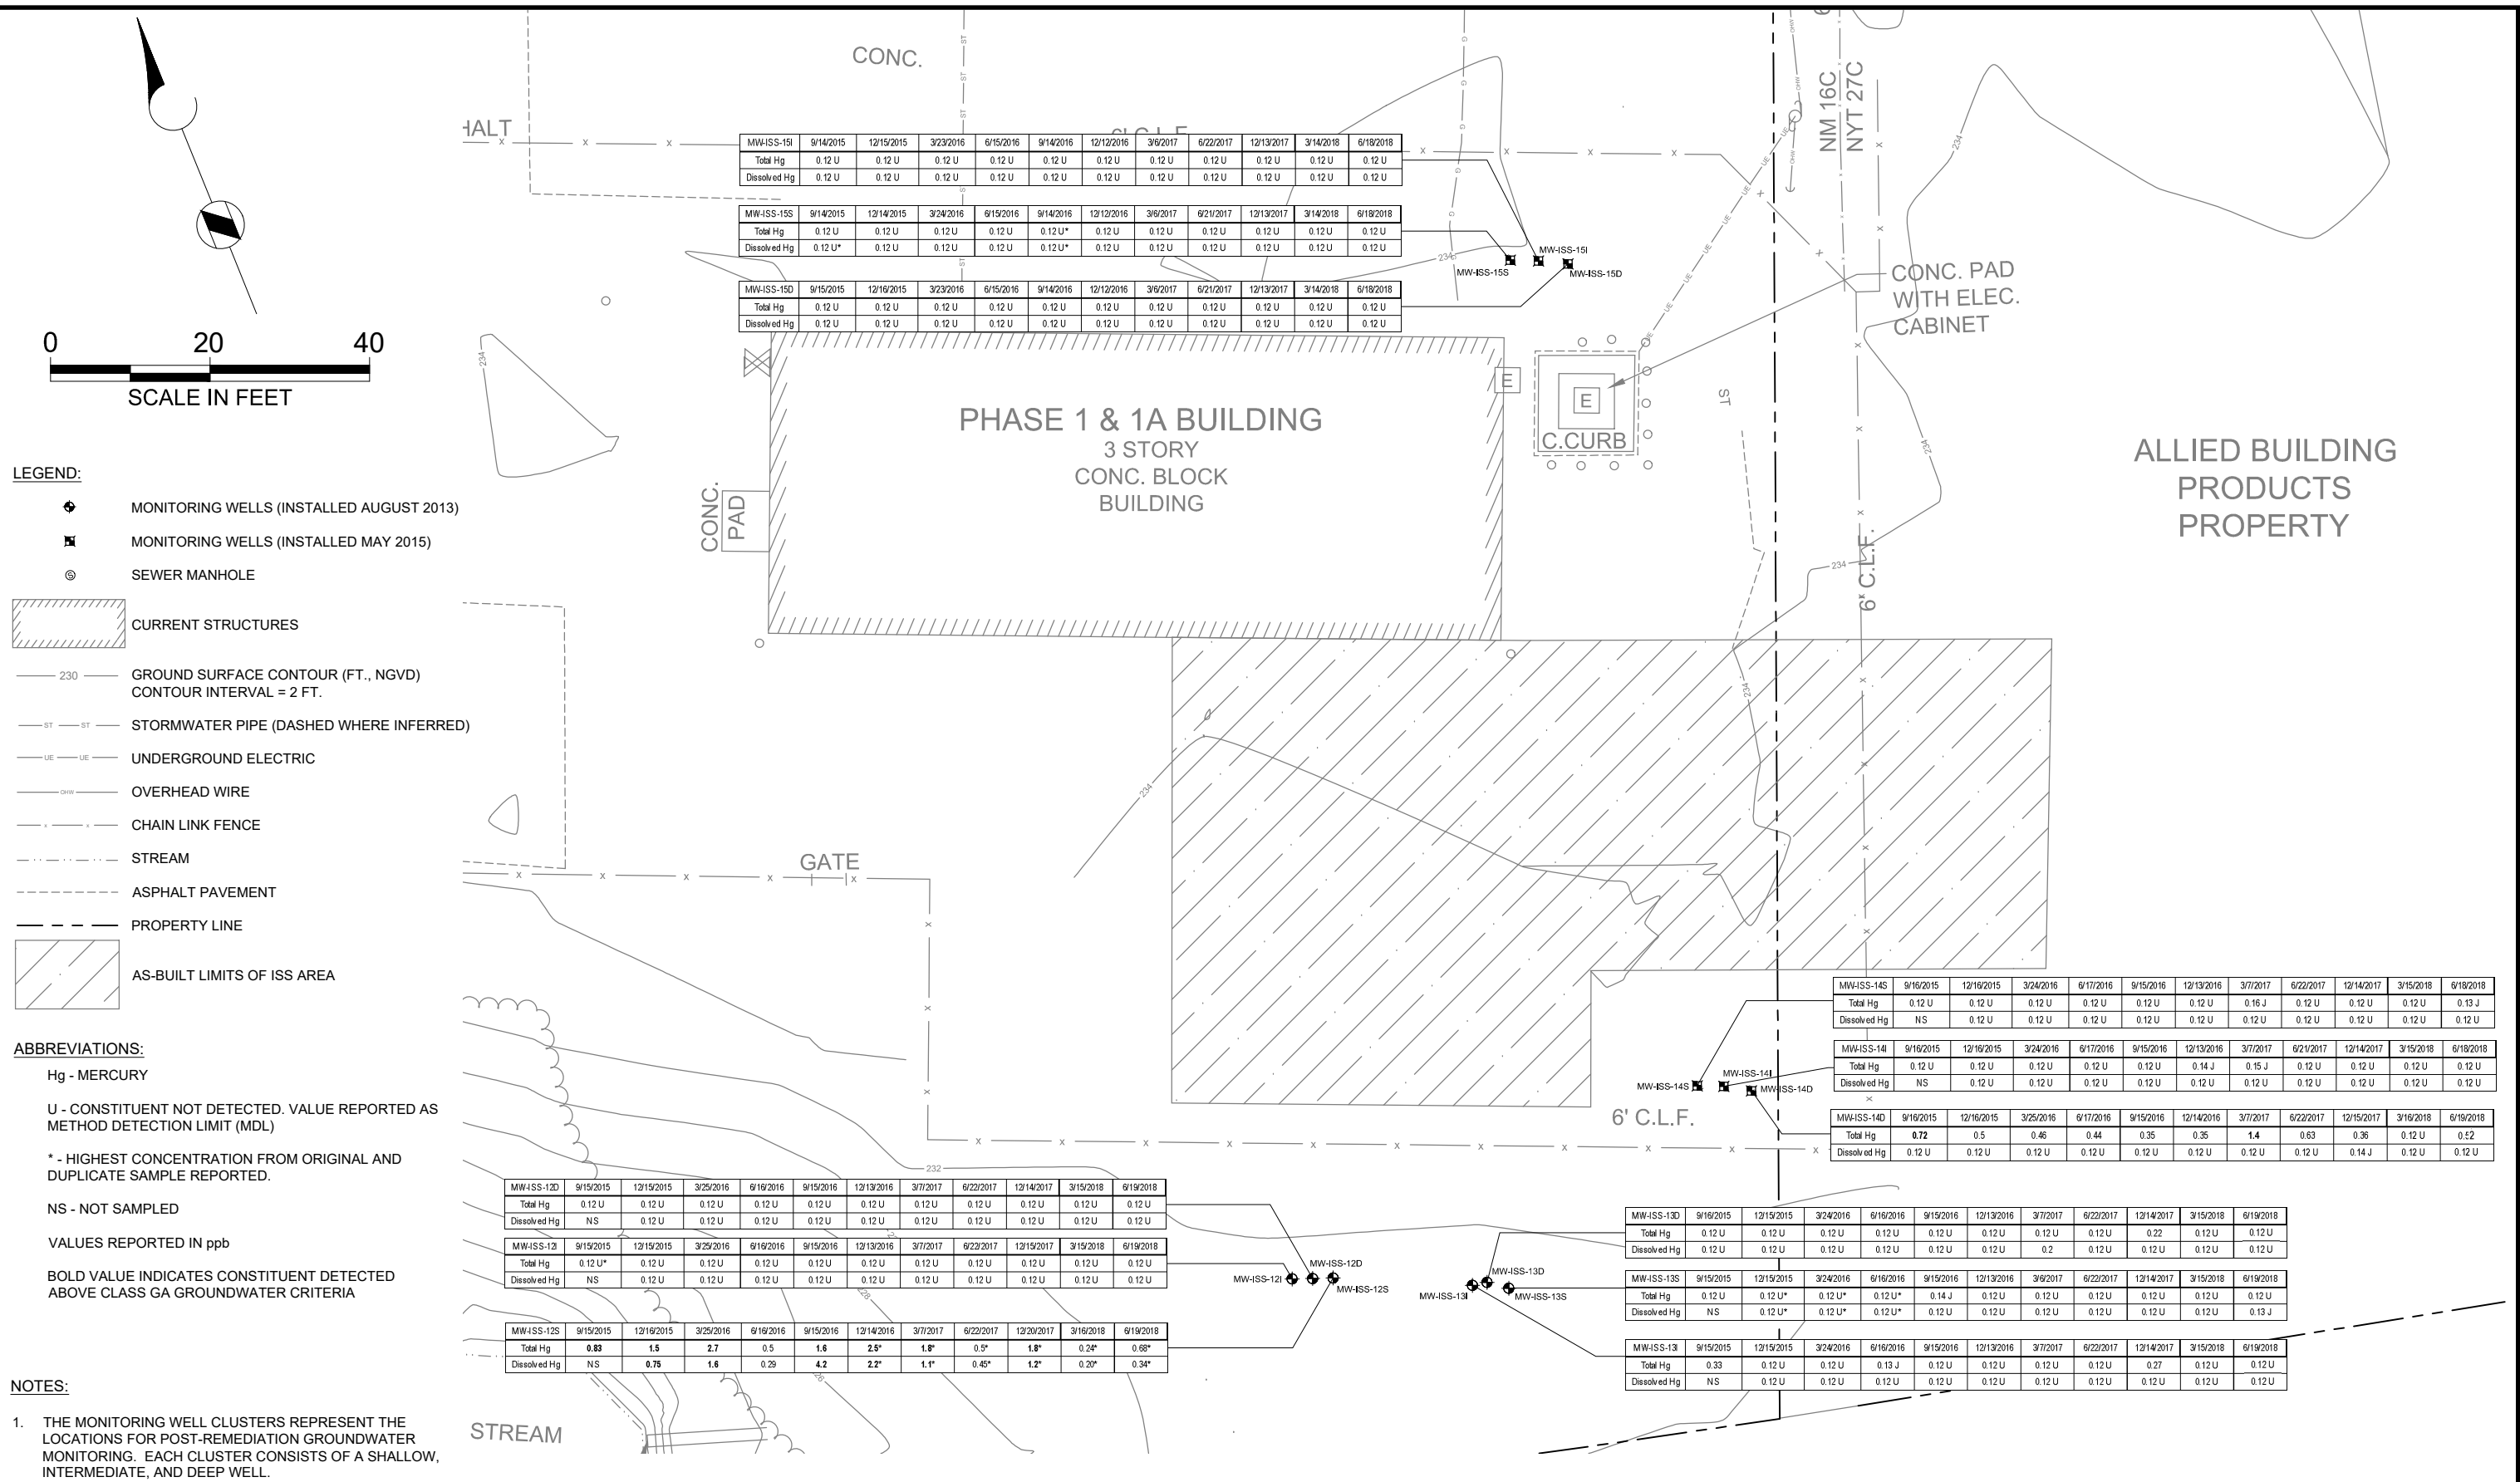 CONC.
HALT
NM 16C
NYT 27C
MW-ISS-15I 9/14/2015 12/15/2015 3/23/2016 6/15/2016 9/14/2016 12/12/2016 3/6/2017 6/22/2017 12/13/2017 3/14/2018 6/18/2018
Total Hg 0.12 U 0.12 U 0.12 U 0.12 U 0.12 U 0.12 U 0.12 U 0.12 U 0.12 U 0.12 U 0.12 U
Dissolved Hg 0.12 U 0.12 U 0.12 U 0.12 U 0.12 U 0.12 U 0.12 U 0.12 U 0.12 U 0.12 U 0.12 U
MW-ISS-15S 9/14/2015 12/14/2015 3/24/2016 6/15/2016 9/14/2016 12/12/2016 3/6/2017 6/21/2017 12/13/2017 3/14/2018 6/18/2018
Total Hg 0.12 U 0.12 U 0.12 U 0.12 U 0.12 U* 0.12 U 0.12 U 0.12 U 0.12 U 0.12 U 0.12 U
Dissolved Hg 0.12 U* 0.12 U 0.12 U 0.12 U 0.12 U* 0.12 U 0.12 U 0.12 U 0.12 U 0.12 U 0.12 U
MW-ISS-15D 9/15/2015 12/16/2015 3/23/2016 6/15/2016 9/14/2016 12/12/2016 3/6/2017 6/21/2017 12/13/2017 3/14/2018 6/18/2018
Total Hg 0.12 U 0.12 U 0.12 U 0.12 U 0.12 U 0.12 U 0.12 U 0.12 U 0.12 U 0.12 U 0.12 U
Dissolved Hg 0.12 U 0.12 U 0.12 U 0.12 U 0.12 U 0.12 U 0.12 U 0.12 U 0.12 U 0.12 U 0.12 U
MW-ISS-15I
MW-ISS-15S
MW-ISS-15D
CONC. PAD
WITH ELEC.
CABINET
0 20 40
SCALE IN FEET
PHASE 1 & 1A BUILDING
3 STORY
CONC. BLOCK
BUILDING
E
E
C.CURB
ST
CONC.
PAD
ALLIED BUILDING
PRODUCTS
PROPERTY
6' C.L.F.
234
234
234
234
234
234
234
LEGEND:
MONITORING WELLS (INSTALLED AUGUST 2013)
MONITORING WELLS (INSTALLED MAY 2015)
S SEWER MANHOLE
CURRENT STRUCTURES
230 GROUND SURFACE CONTOUR (FT., NGVD)
CONTOUR INTERVAL = 2 FT.
ST ST STORMWATER PIPE (DASHED WHERE INFERRED)
UE UE UNDERGROUND ELECTRIC
OHW OVERHEAD WIRE
x x CHAIN LINK FENCE
STREAM
ASPHALT PAVEMENT
PROPERTY LINE
AS-BUILT LIMITS OF ISS AREA
GATE
MW-ISS-14S 9/16/2015 12/16/2015 3/24/2016 6/17/2016 9/15/2016 12/13/2016 3/7/2017 6/22/2017 12/14/2017 3/15/2018 6/18/2018
Total Hg 0.12 U 0.12 U 0.12 U 0.12 U 0.12 U 0.12 U 0.16 J 0.12 U 0.12 U 0.12 U 0.13 J
Dissolved Hg NS 0.12 U 0.12 U 0.12 U 0.12 U 0.12 U 0.12 U 0.12 U 0.12 U 0.12 U 0.12 U
MW-ISS-14I 9/16/2015 12/16/2015 3/24/2016 6/17/2016 9/15/2016 12/13/2016 3/7/2017 6/21/2017 12/14/2017 3/15/2018 6/18/2018
Total Hg 0.12 U 0.12 U 0.12 U 0.12 U 0.12 U 0.14 J 0.15 J 0.12 U 0.12 U 0.12 U 0.12 U
Dissolved Hg NS 0.12 U 0.12 U 0.12 U 0.12 U 0.12 U 0.12 U 0.12 U 0.12 U 0.12 U 0.12 U
MW-ISS-14S
MW-ISS-14I
MW-ISS-14D
6' C.L.F.
MW-ISS-14D 9/16/2015 12/16/2015 3/25/2016 6/17/2016 9/15/2016 12/14/2016 3/7/2017 6/22/2017 12/15/2017 3/16/2018 6/19/2018
Total Hg 0.72 0.5 0.46 0.44 0.35 0.35 1.4 0.63 0.36 0.12 U 0.52
Dissolved Hg 0.12 U 0.12 U 0.12 U 0.12 U 0.12 U 0.12 U 0.12 U 0.12 U 0.14 J 0.12 U 0.12 U
ABBREVIATIONS:
Hg - MERCURY
U - CONSTITUENT NOT DETECTED. VALUE REPORTED AS
METHOD DETECTION LIMIT (MDL)
* - HIGHEST CONCENTRATION FROM ORIGINAL AND
DUPLICATE SAMPLE REPORTED.
NS - NOT SAMPLED
VALUES REPORTED IN ppb
BOLD VALUE INDICATES CONSTITUENT DETECTED
ABOVE CLASS GA GROUNDWATER CRITERIA
232
MW-ISS-12D 9/15/2015 12/15/2015 3/25/2016 6/16/2016 9/15/2016 12/13/2016 3/7/2017 6/22/2017 12/14/2017 3/15/2018 6/19/2018
Total Hg 0.12 U 0.12 U 0.12 U 0.12 U 0.12 U 0.12 U 0.12 U 0.12 U 0.12 U 0.12 U 0.12 U
Dissolved Hg NS 0.12 U 0.12 U 0.12 U 0.12 U 0.12 U 0.12 U 0.12 U 0.12 U 0.12 U 0.12 U
MW-ISS-12I 9/15/2015 12/15/2015 3/25/2016 6/16/2016 9/15/2016 12/13/2016 3/7/2017 6/22/2017 12/15/2017 3/15/2018 6/19/2018
Total Hg 0.12 U* 0.12 U 0.12 U 0.12 U 0.12 U 0.12 U 0.12 U 0.12 U 0.12 U 0.12 U 0.12 U
Dissolved Hg NS 0.12 U 0.12 U 0.12 U 0.12 U 0.12 U 0.12 U 0.12 U 0.12 U 0.12 U 0.12 U
228
MW-ISS-12S 9/15/2015 12/16/2015 3/25/2016 6/16/2016 9/15/2016 12/14/2016 3/7/2017 6/22/2017 12/20/2017 3/16/2018 6/19/2018
Total Hg 0.83 1.5 2.7 0.5 1.6 2.5* 1.8* 0.5* 1.8* 0.24* 0.68*
Dissolved Hg NS 0.75 1.6 0.29 4.2 2.2* 1.1* 0.45* 1.2* 0.20* 0.34*
MW-ISS-12D
MW-ISS-12I
MW-ISS-12S
MW-ISS-13D
MW-ISS-13I
MW-ISS-13S
MW-ISS-13D 9/16/2015 12/15/2015 3/24/2016 6/16/2016 9/15/2016 12/13/2016 3/7/2017 6/22/2017 12/14/2017 3/15/2018 6/19/2018
Total Hg 0.12 U 0.12 U 0.12 U 0.12 U 0.12 U 0.12 U 0.12 U 0.12 U 0.22 0.12 U 0.12 U
Dissolved Hg 0.12 U 0.12 U 0.12 U 0.12 U 0.12 U 0.12 U 0.2 0.12 U 0.12 U 0.12 U 0.12 U
MW-ISS-13S 9/15/2015 12/15/2015 3/24/2016 6/16/2016 9/15/2016 12/13/2016 3/6/2017 6/22/2017 12/14/2017 3/15/2018 6/19/2018
Total Hg 0.12 U 0.12 U* 0.12 U* 0.12 U* 0.14 J 0.12 U 0.12 U 0.12 U 0.12 U 0.12 U 0.12 U
Dissolved Hg NS 0.12 U* 0.12 U* 0.12 U* 0.12 U 0.12 U 0.12 U 0.12 U 0.12 U 0.12 U 0.13 J
MW-ISS-13I 9/15/2015 12/15/2015 3/24/2016 6/16/2016 9/15/2016 12/13/2016 3/7/2017 6/22/2017 12/14/2017 3/15/2018 6/19/2018
Total Hg 0.33 0.12 U 0.12 U 0.13 J 0.12 U 0.12 U 0.12 U 0.12 U 0.27 0.12 U 0.12 U
Dissolved Hg NS 0.12 U 0.12 U 0.12 U 0.12 U 0.12 U 0.12 U 0.12 U 0.12 U 0.12 U 0.12 U
NOTES:
1. THE MONITORING WELL CLUSTERS REPRESENT THE
LOCATIONS FOR POST-REMEDIATION GROUNDWATER
MONITORING. EACH CLUSTER CONSISTS OF A SHALLOW,
INTERMEDIATE, AND DEEP WELL.
STREAM